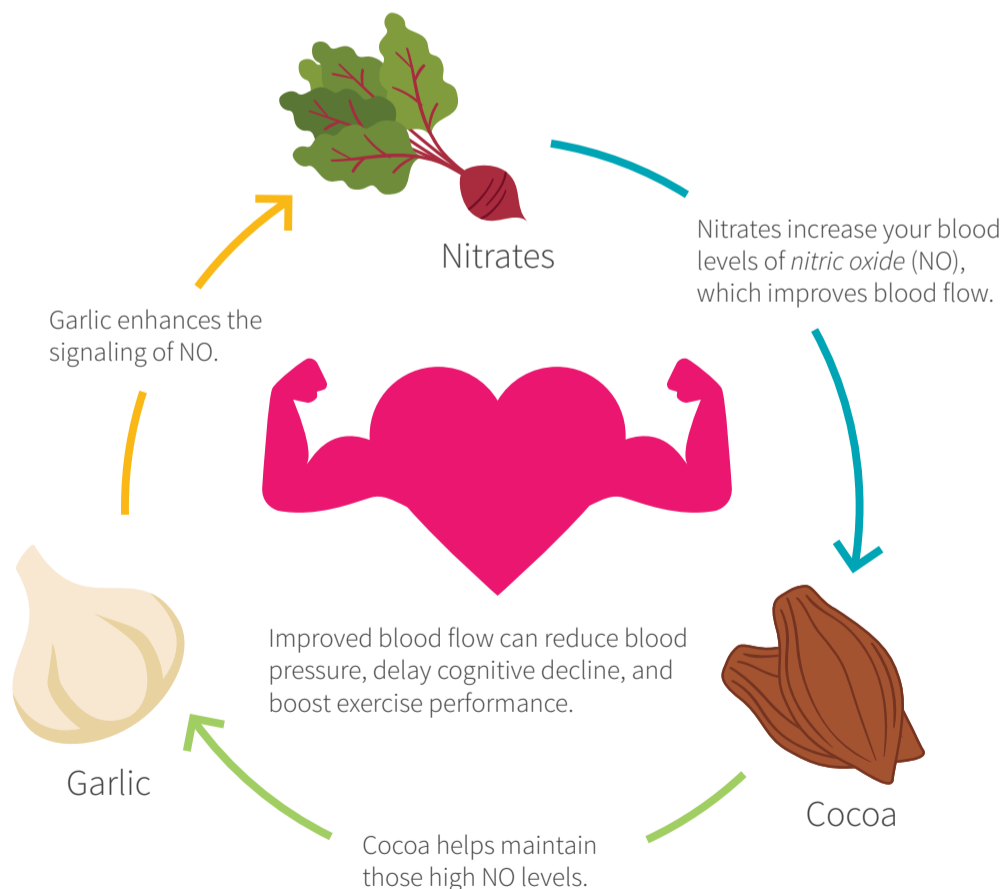 Nitrates
Nitrates increase your blood
levels of nitric oxide (NO),
which improves blood flow.
Garlic enhances the
signaling of NO.
Improved blood flow can reduce blood
pressure, delay cognitive decline, and
boost exercise performance.
Garlic
Cocoa
Cocoa helps maintain
those high NO levels.